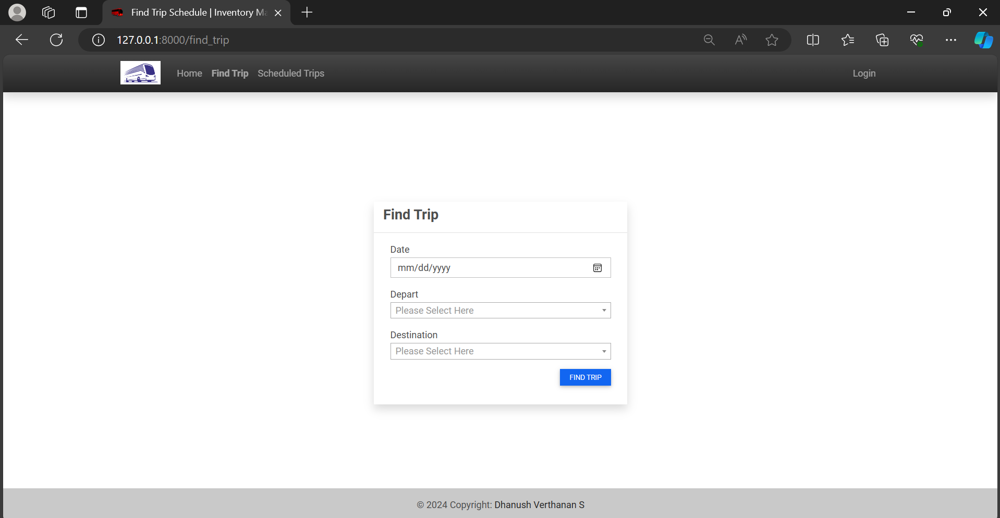 Find Trip Schedule | Inventory Ma
127.0.0.1:8000/find_trip
Home Find Trip Scheduled Trips Login
Find Trip
Date
mm/dd/yyyy
Depart
Please Select Here
Destination
Please Select Here
FIND TRIP
© 2024 Copyright: Dhanush Verthanan S